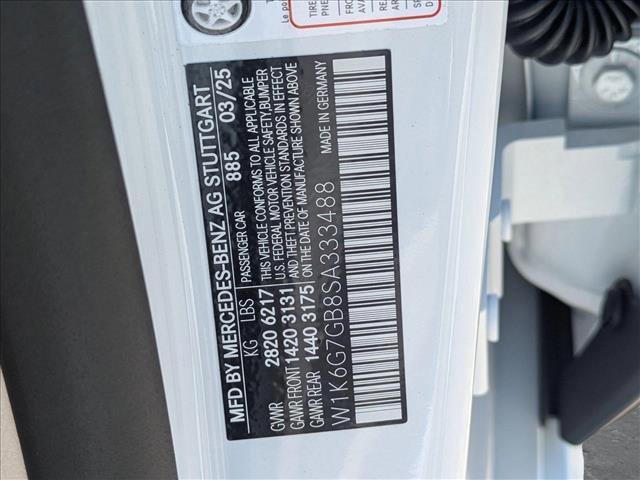 MFD BY MERCEDES-BENZ AG STUTTGART
KG LBS PASSENGER CAR 885 03/25
GVWR 2820 6217 THIS VEHICLE CONFORMS TO ALL APPLICABLE
GAWR FRONT 1420 3131 U.S. FEDERAL MOTOR VEHICLE SAFETY,BUMPER
GAWR REAR 1440 3175 AND THEFT PREVENTION STANDARDS IN EFFECT
ON THE DATE OF MANUFACTURE SHOWN ABOVE
W1K6G7GB8SA333488 MADE IN GERMANY
TIRE